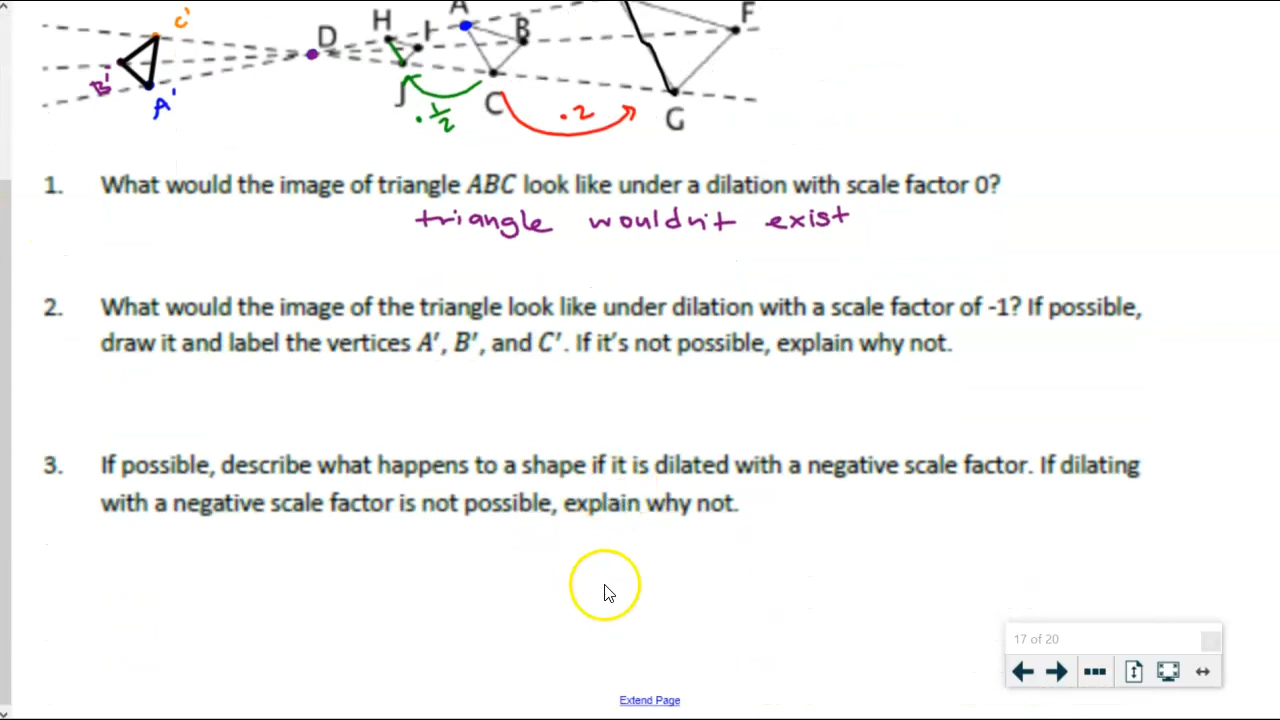 C'
H
A
F
D
I
B
B'
A'
J
C
G
. 1/2
. 2
1. What would the image of triangle ABC look like under a dilation with scale factor 0?
triangle wouldn't exist
2. What would the image of the triangle look like under dilation with a scale factor of -1? If possible,
draw it and label the vertices A′, B′, and C′. If it's not possible, explain why not.
3. If possible, describe what happens to a shape if it is dilated with a negative scale factor. If dilating
with a negative scale factor is not possible, explain why not.
17 of 20
Extend Page